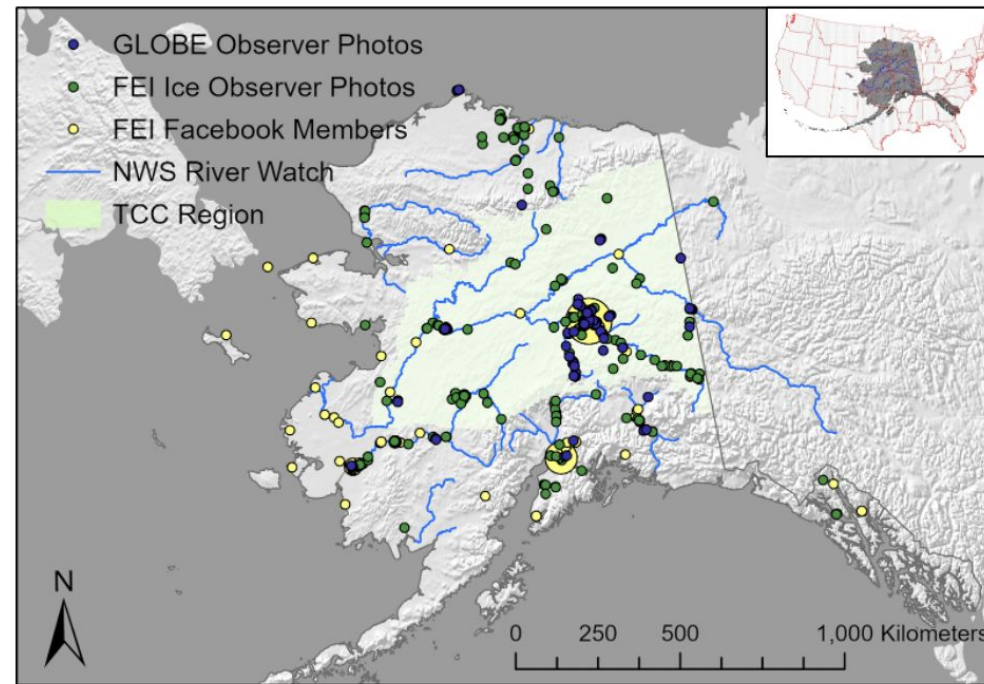 GLOBE Observer Photos
FEI Ice Observer Photos
FEI Facebook Members
NWS River Watch
TCC Region
N
0 250 500 1,000 Kilometers